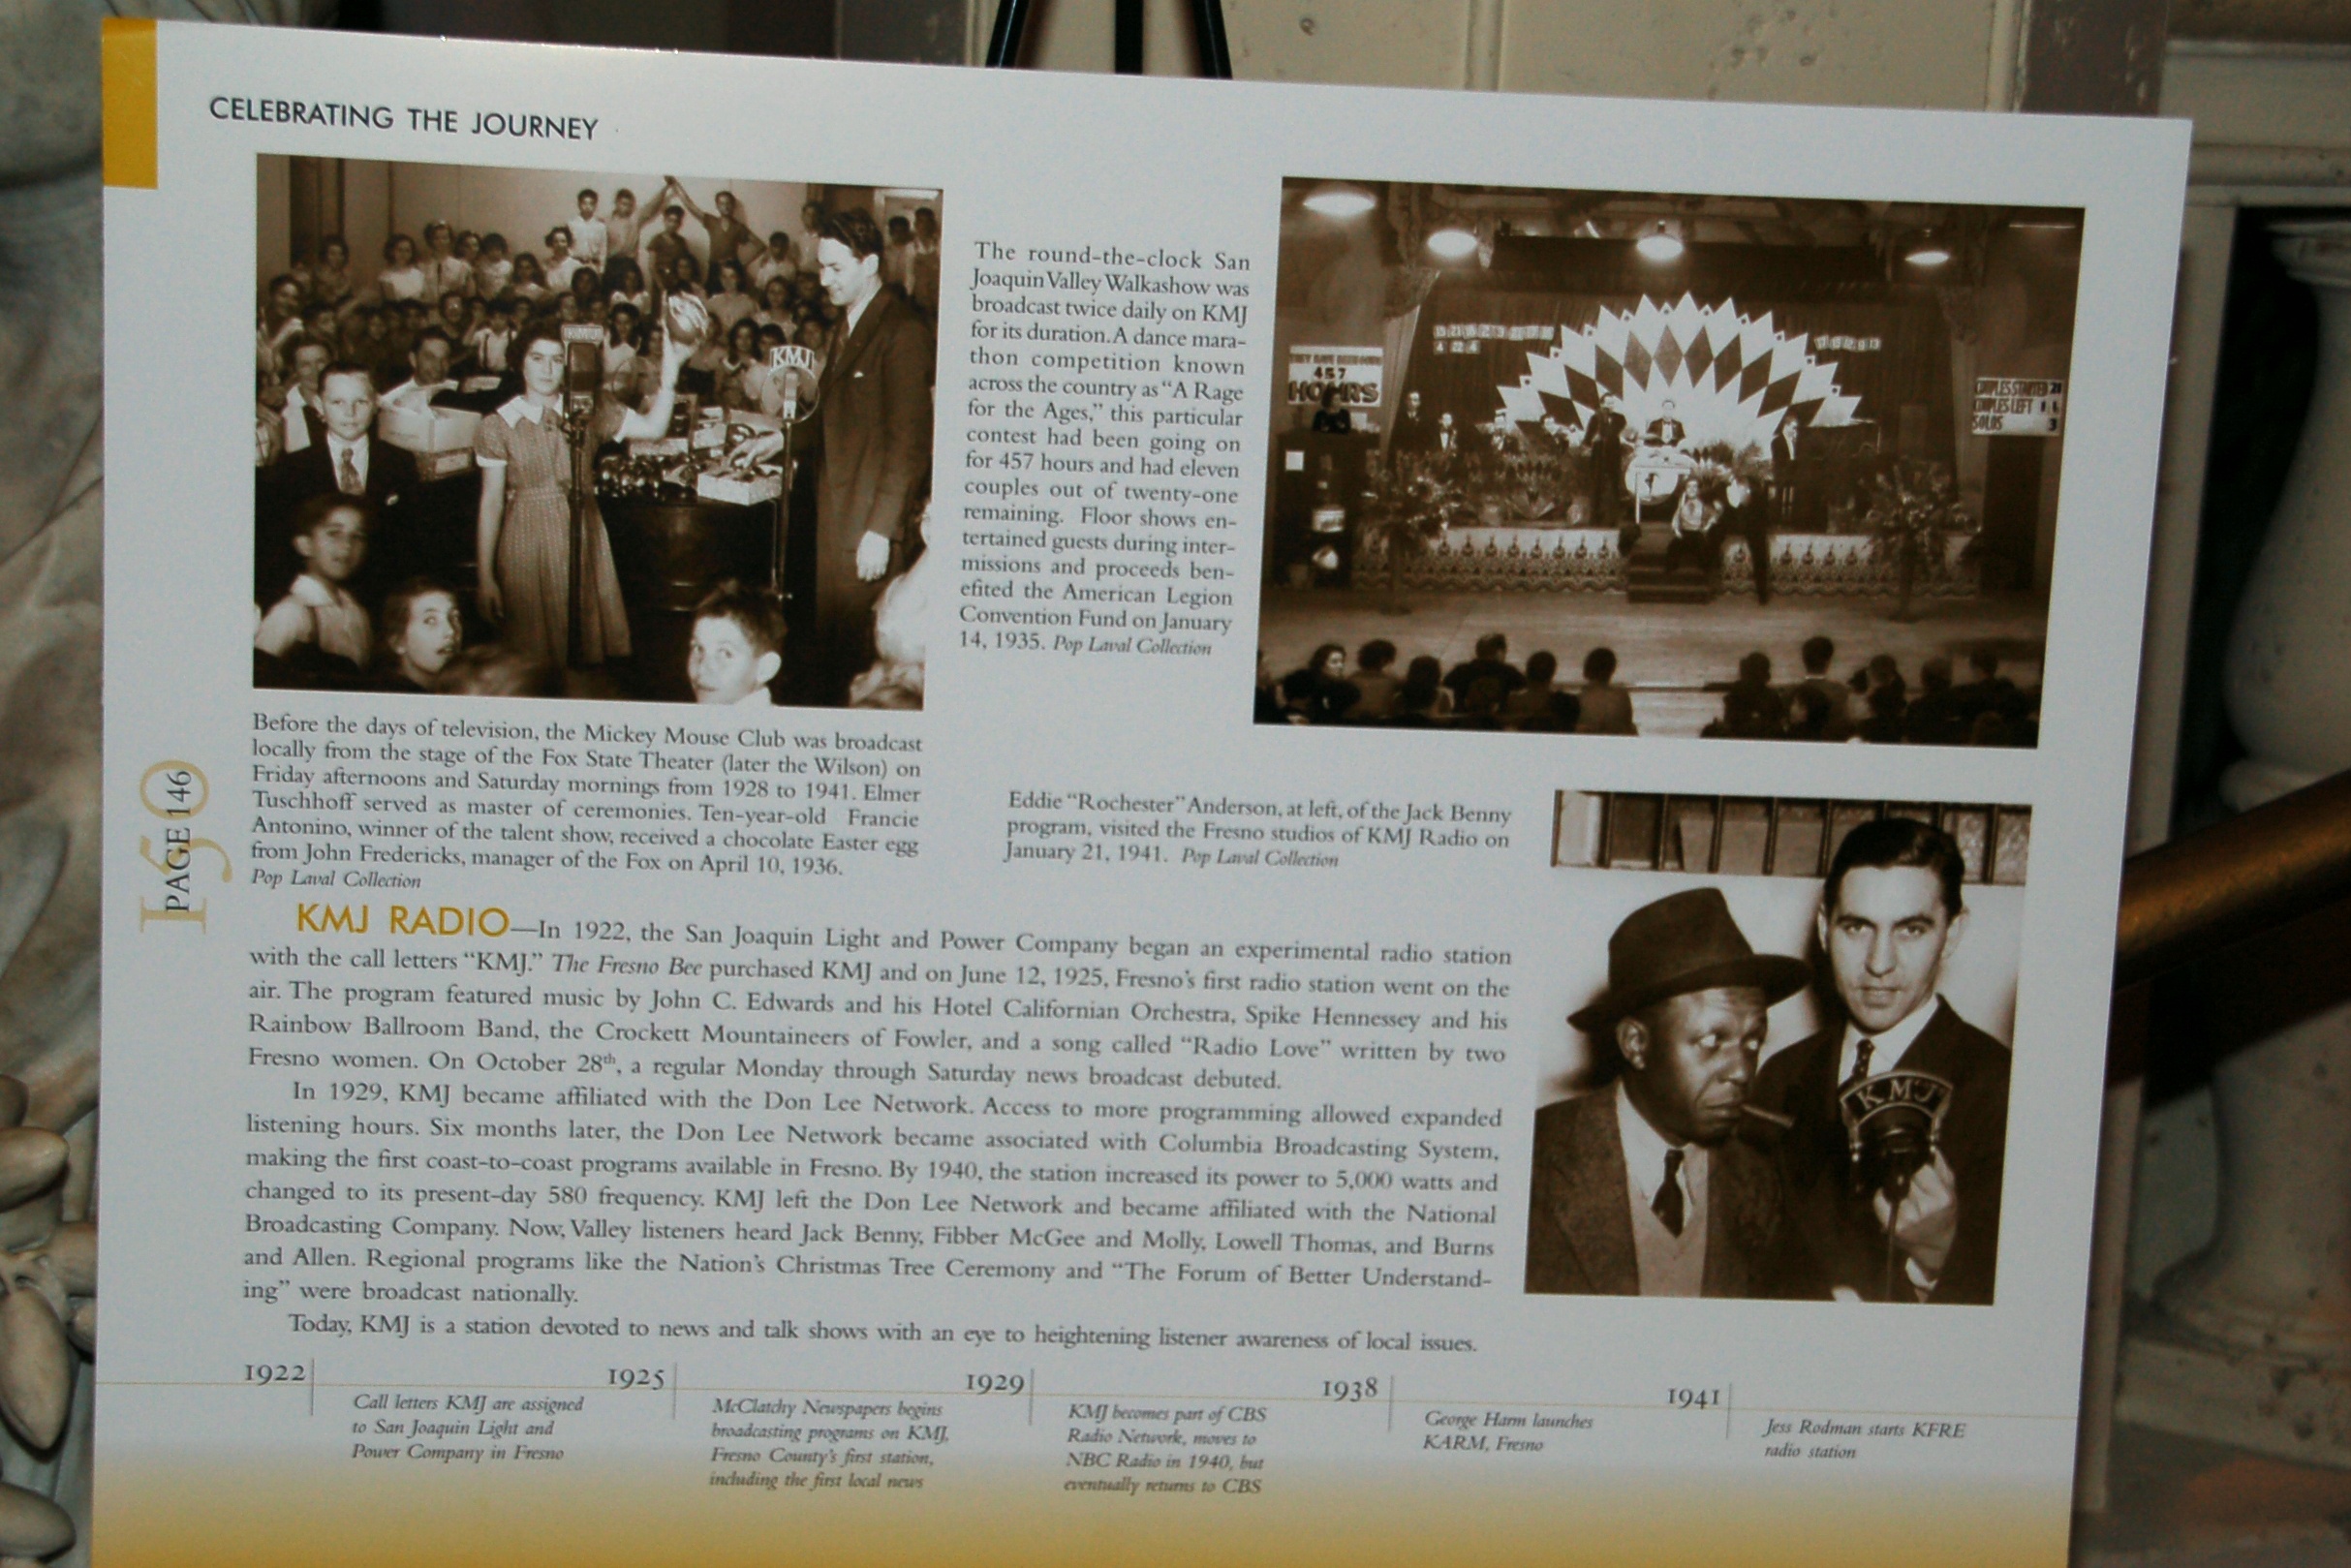 CELEBRATING THE JOURNEY
KMJ
The round-the-clock San
Joaquin Valley Walkashow was
broadcast twice daily on KMJ
for its duration. A dance mara-
thon competition known
across the country as "A Rage
for the Ages," this particular
contest had been going on
for 457 hours and had eleven
couples out of twenty-one
remaining. Floor shows en-
tertained guests during inter-
missions and proceeds ben-
efited the American Legion
Convention Fund on January
14, 1935. Pop Laval Collection
457
HOURS
COUPLES STARTED 21
COUPLES LEFT 11
SOLOS 3
Before the days of television, the Mickey Mouse Club was broadcast
locally from the stage of the Fox State Theater (later the Wilson) on
Friday afternoons and Saturday mornings from 1928 to 1941. Elmer
Tuschhoff served as master of ceremonies. Ten-year-old Francie
Antonino, winner of the talent show, received a chocolate Easter egg
from John Fredericks, manager of the Fox on April 10, 1936.
Pop Laval Collection
150
PAGE 146
Eddie "Rochester" Anderson, at left, of the Jack Benny
program, visited the Fresno studios of KMJ Radio on
January 21, 1941. Pop Laval Collection
KMJ
KMJ RADIO—In 1922, the San Joaquin Light and Power Company began an experimental radio station
with the call letters "KMJ." The Fresno Bee purchased KMJ and on June 12, 1925, Fresno's first radio station went on the
air. The program featured music by John C. Edwards and his Hotel Californian Orchestra, Spike Hennessey and his
Rainbow Ballroom Band, the Crockett Mountaineers of Fowler, and a song called "Radio Love" written by two
Fresno women. On October 28th, a regular Monday through Saturday news broadcast debuted.
In 1929, KMJ became affiliated with the Don Lee Network. Access to more programming allowed expanded
listening hours. Six months later, the Don Lee Network became associated with Columbia Broadcasting System,
making the first coast-to-coast programs available in Fresno. By 1940, the station increased its power to 5,000 watts and
changed to its present-day 580 frequency. KMJ left the Don Lee Network and became affiliated with the National
Broadcasting Company. Now, Valley listeners heard Jack Benny, Fibber McGee and Molly, Lowell Thomas, and Burns
and Allen. Regional programs like the Nation's Christmas Tree Ceremony and "The Forum of Better Understand-
ing" were broadcast nationally.
Today, KMJ is a station devoted to news and talk shows with an eye to heightening listener awareness of local issues.
1922
Call letters KMJ are assigned
to San Joaquin Light and
Power Company in Fresno
1925
McClatchy Newspapers begins
broadcasting programs on KMJ,
Fresno County's first station,
including the first local news
1929
KMJ becomes part of CBS
Radio Network, moves to
NBC Radio in 1940, but
eventually returns to CBS
1938
George Harm launches
KARM, Fresno
1941
Jess Rodman starts KFRE
radio station